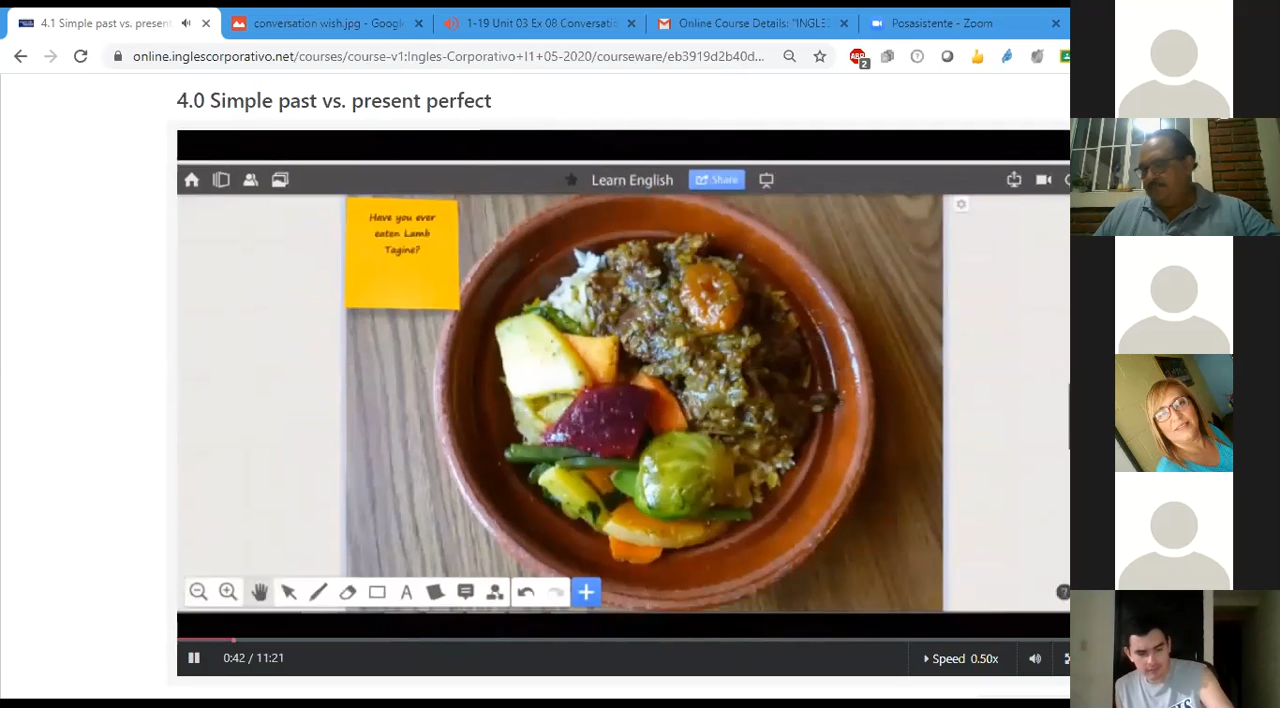 4.1 Simple past vs. present
conversation wish.jpg - Googl
1-19 Unit 03 Ex 08 Conversatio
Online Course Details: "INGLE
Posasistente - Zoom
online.inglescorporativo.net/courses/course-v1:Ingles-Corporativo+I1+05-2020/courseware/eb3919d2b40d...
2
4.0 Simple past vs. present perfect
Learn English
Share
Have you ever
eaten Lamb
Tagine?
A
0:42 / 11:21
Speed 0.50x